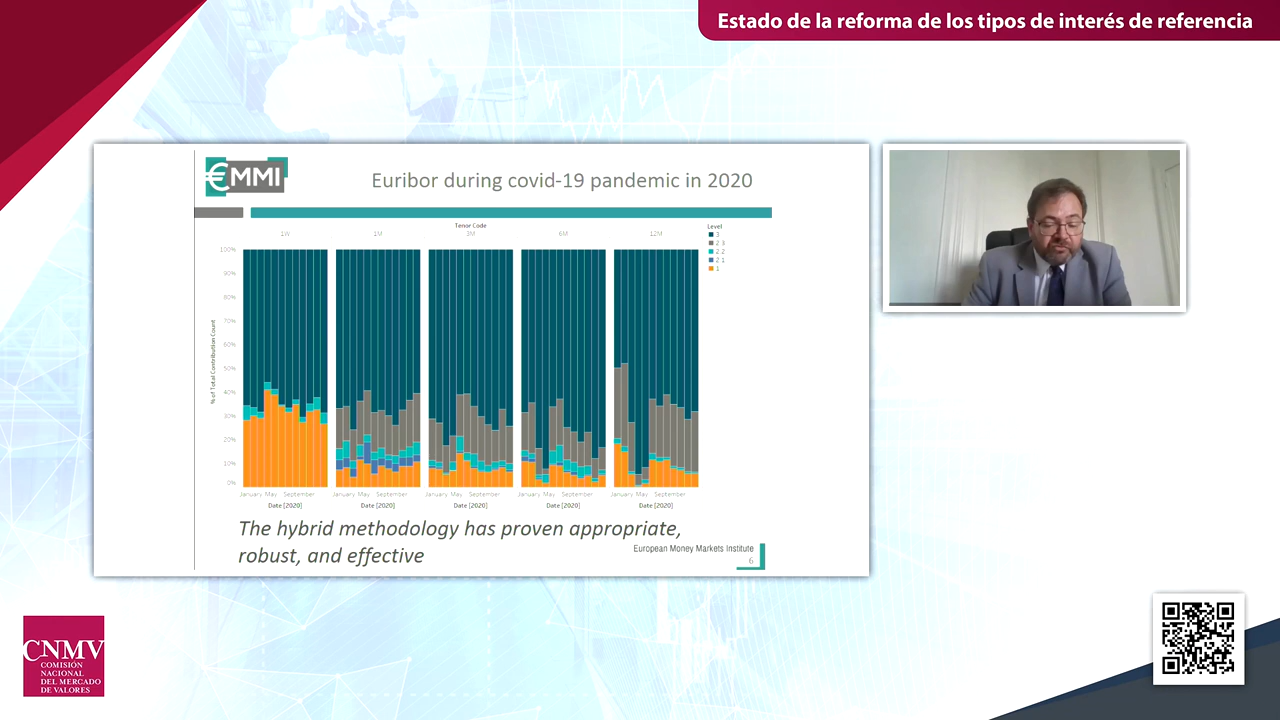 Estado de la reforma de los tipos de interés de referencia
€MMI
Euribor during covid-19 pandemic in 2020
Tenor Code
1W 1M 3M 6M 12M
Level
3
2.3
2.2
2.1
1
% of Total Contribution Count
100%
90%
80%
70%
60%
50%
40%
30%
20%
10%
0%
January May September January May September January May September January May September January May September
Date [2020] Date [2020] Date [2020] Date [2020] Date [2020]
The hybrid methodology has proven appropriate,
robust, and effective
European Money Markets Institute
6
CNMV
COMISIÓN
NACIONAL
DEL MERCADO
DE VALORES